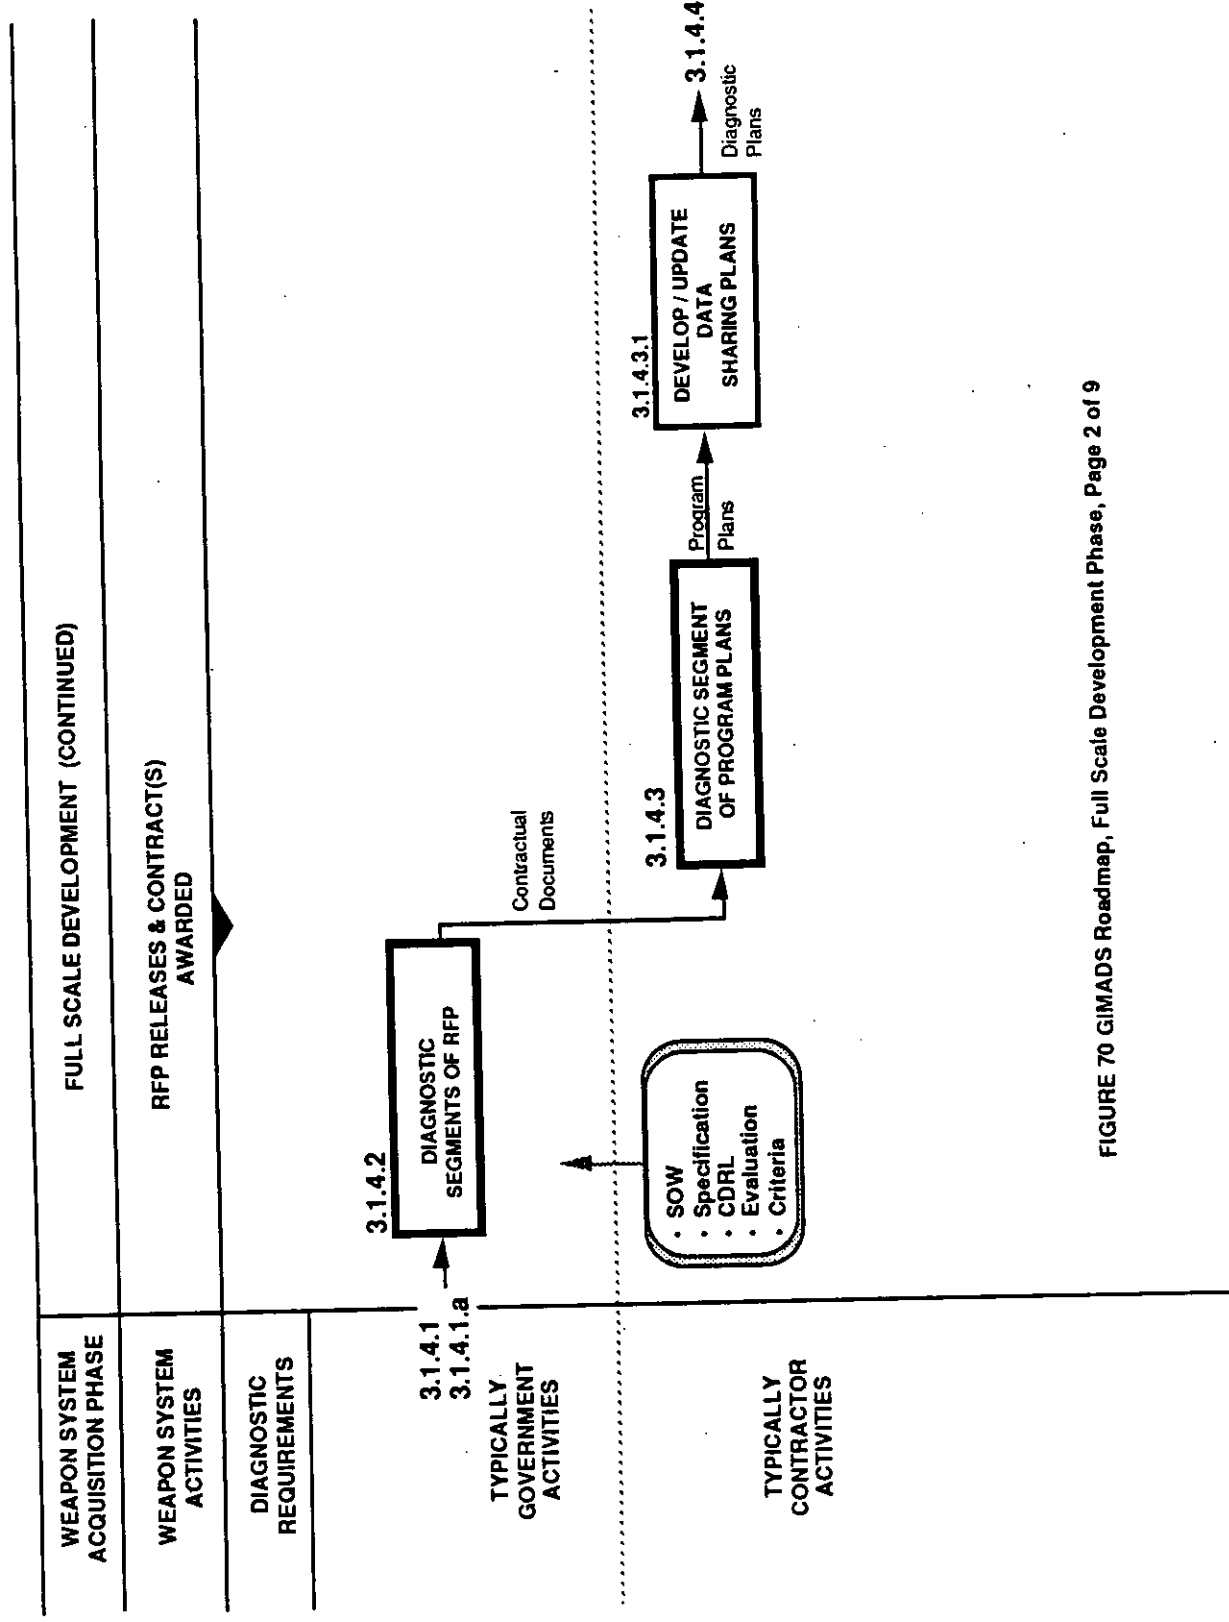 WEAPON SYSTEM
ACQUISITION PHASE
FULL SCALE DEVELOPMENT (CONTINUED)
WEAPON SYSTEM
ACTIVITIES
RFP RELEASES & CONTRACT(S)
AWARDED
DIAGNOSTIC
REQUIREMENTS
3.1.4.1
3.1.4.1.a
TYPICALLY
GOVERNMENT
ACTIVITIES
3.1.4.2
DIAGNOSTIC
SEGMENTS OF RFP
Contractual
Documents
TYPICALLY
CONTRACTOR
ACTIVITIES
• SOW
• Specification
• CDRL
• Evaluation
• Criteria
3.1.4.3
DIAGNOSTIC SEGMENT
OF PROGRAM PLANS
Program
Plans
3.1.4.3.1
DEVELOP / UPDATE
DATA
SHARING PLANS
3.1.4.4
Diagnostic
Plans
FIGURE 70 GIMADS Roadmap, Full Scale Development Phase, Page 2 of 9